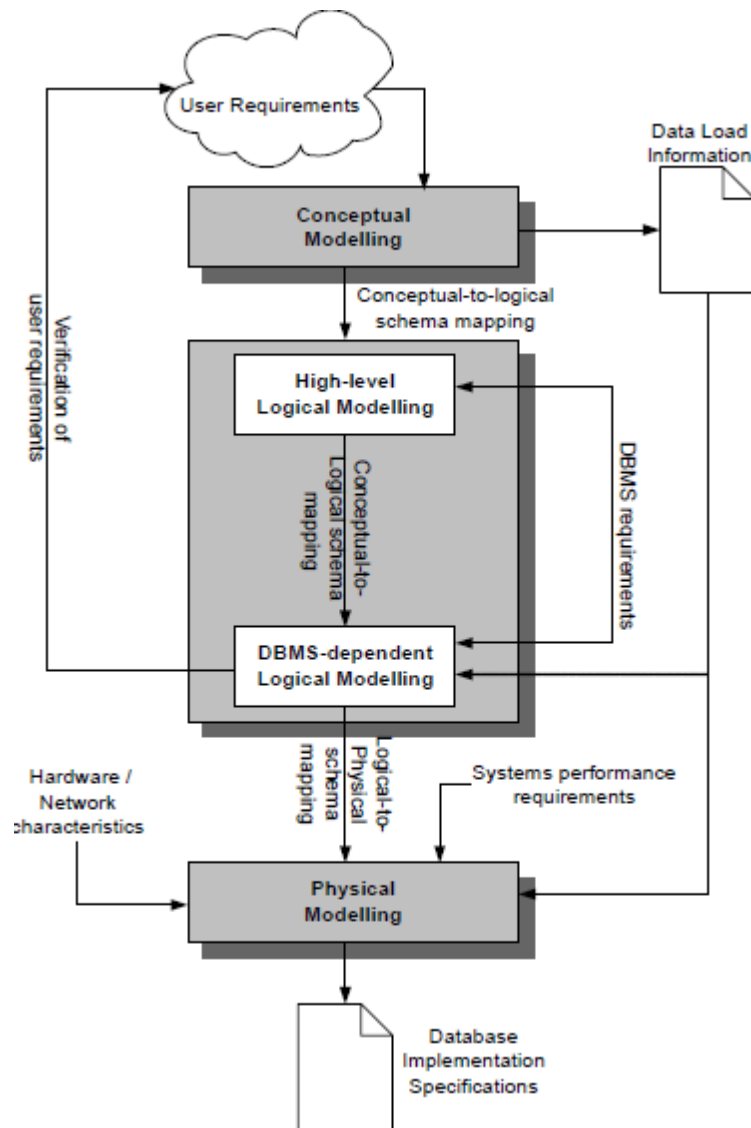 User Requirements
Data Load
Information
Conceptual
Modelling
Conceptual-to-logical
schema mapping
Verification of
user requirements
High-level
Logical Modelling
Conceptual-to-
Logical schema
mapping
DBMS requirements
DBMS-dependent
Logical Modelling
Logical-to-
Physical
schema
mapping
Hardware /
Network
characteristics
Systems performance
requirements
Physical
Modelling
Database
Implementation
Specifications